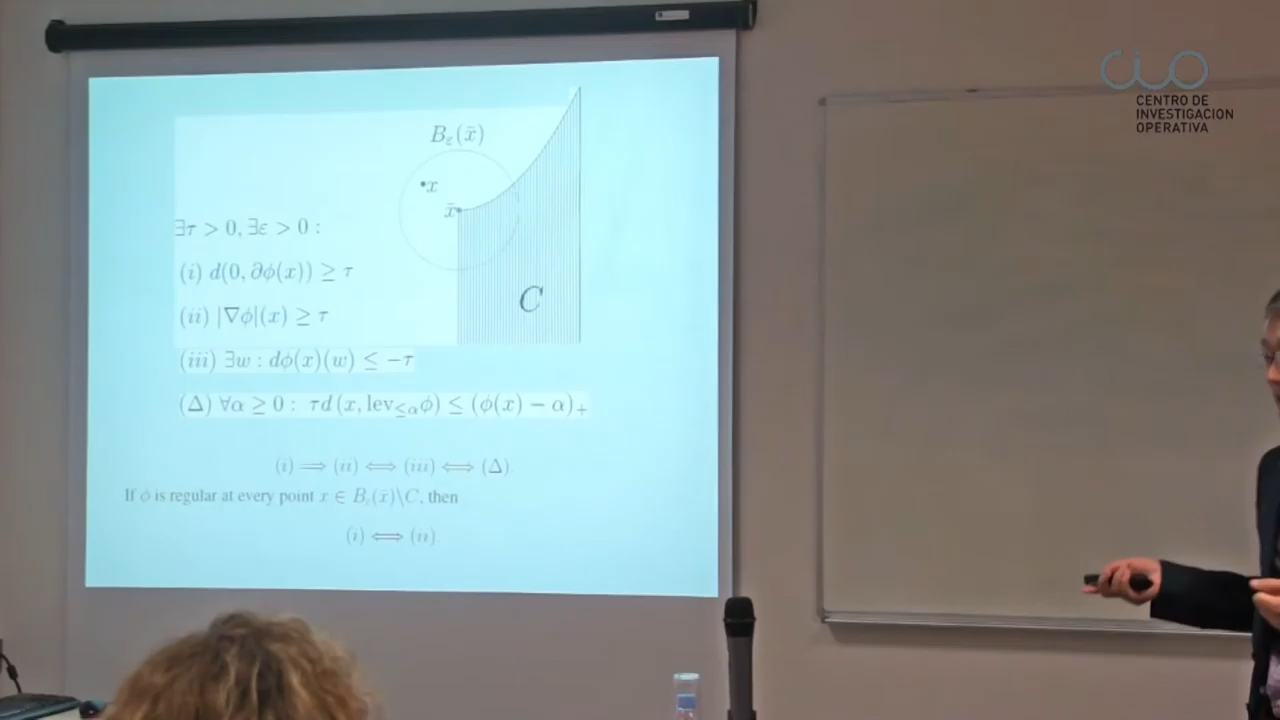 CIO
CENTRO DE
INVESTIGACION
OPERATIVA
B_ε(x̄)
•x
x̄
C
∃τ > 0, ∃ε > 0 :
(i) d(0, ∂ϕ(x)) ≥ τ
(ii) |∇ϕ|(x) ≥ τ
(iii) ∃w : dϕ(x)(w) ≤ −τ
(Δ) ∀α ≥ 0 : τd (x, lev_{≤α}ϕ) ≤ (ϕ(x) − α)_+
(i) ⟹ (ii) ⟺ (iii) ⟺ (Δ)
If ϕ is regular at every point x ∈ B_ε(x̄)\C, then
(i) ⟺ (ii)